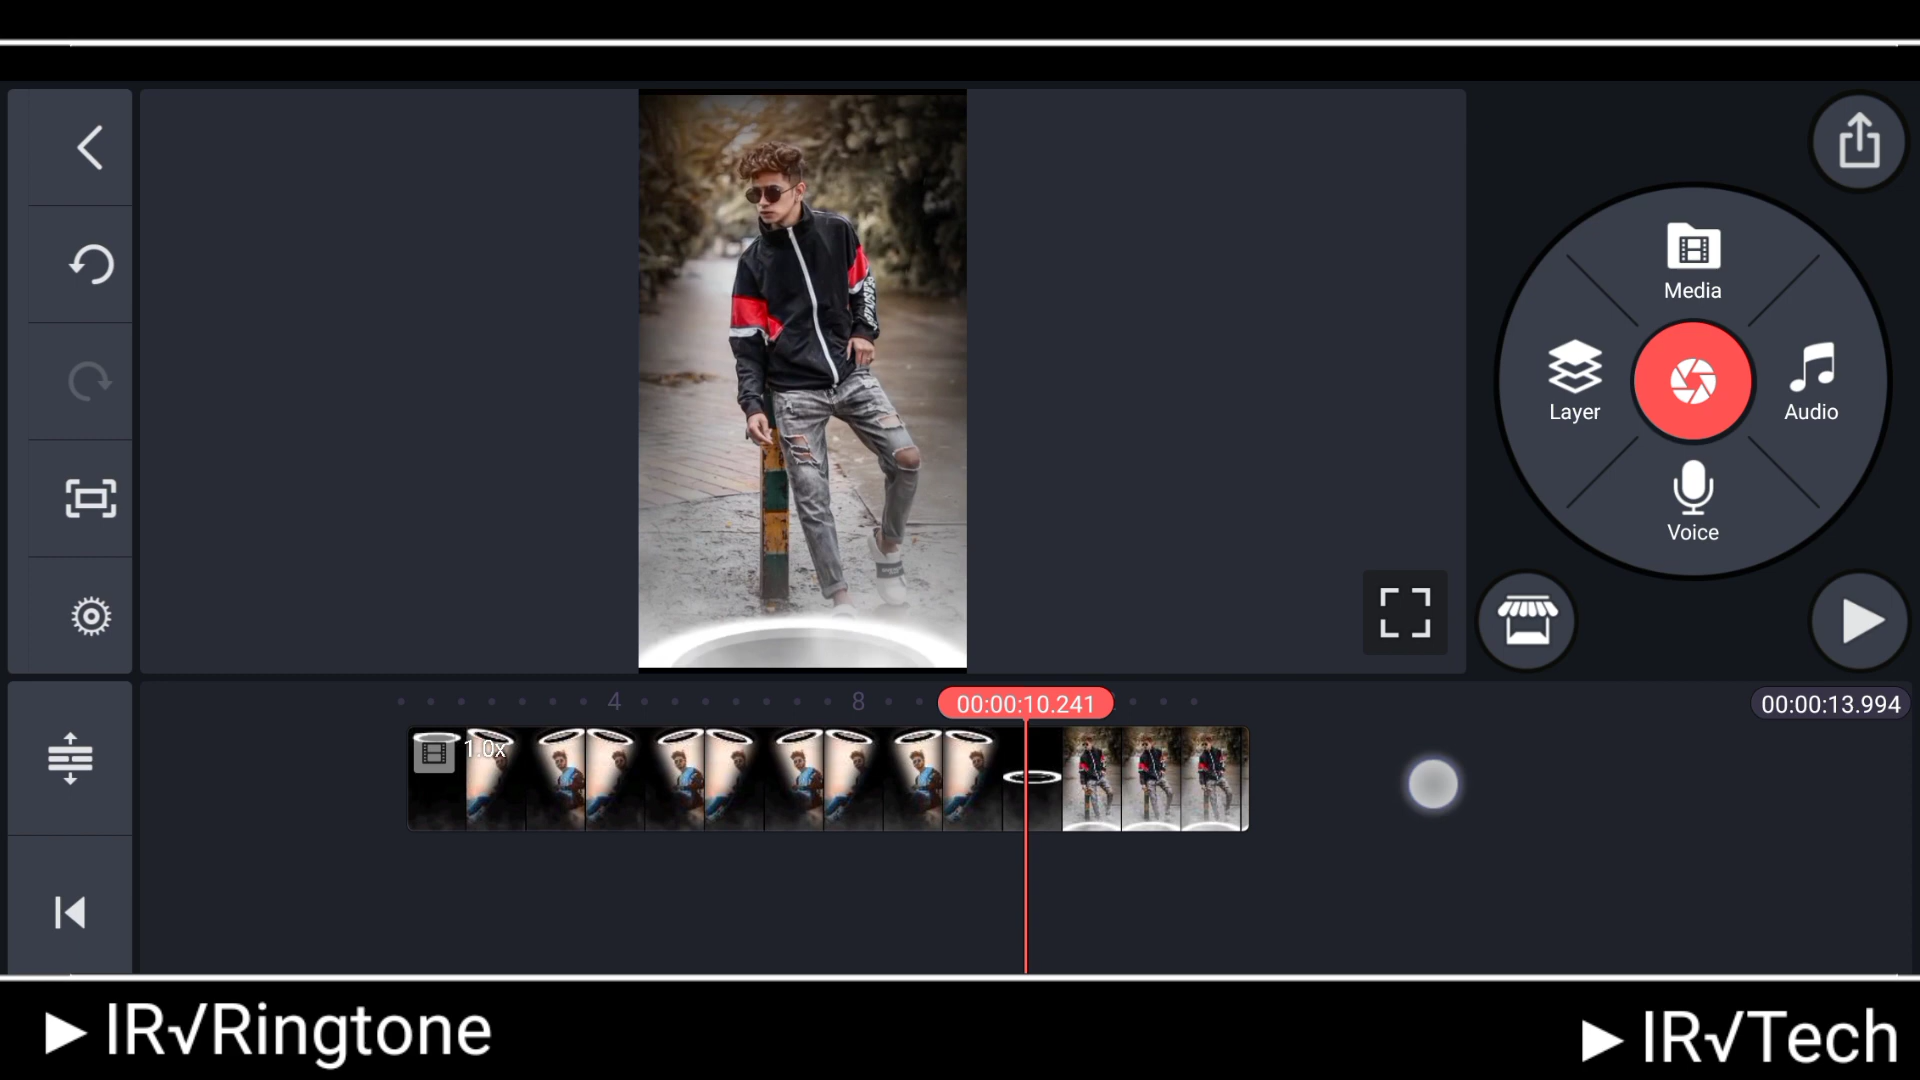 Media
Layer
Audio
Voice
4
8
00:00:10.241
00:00:13.994
1.0x
▶ IR√Ringtone
▶ IR√Tech